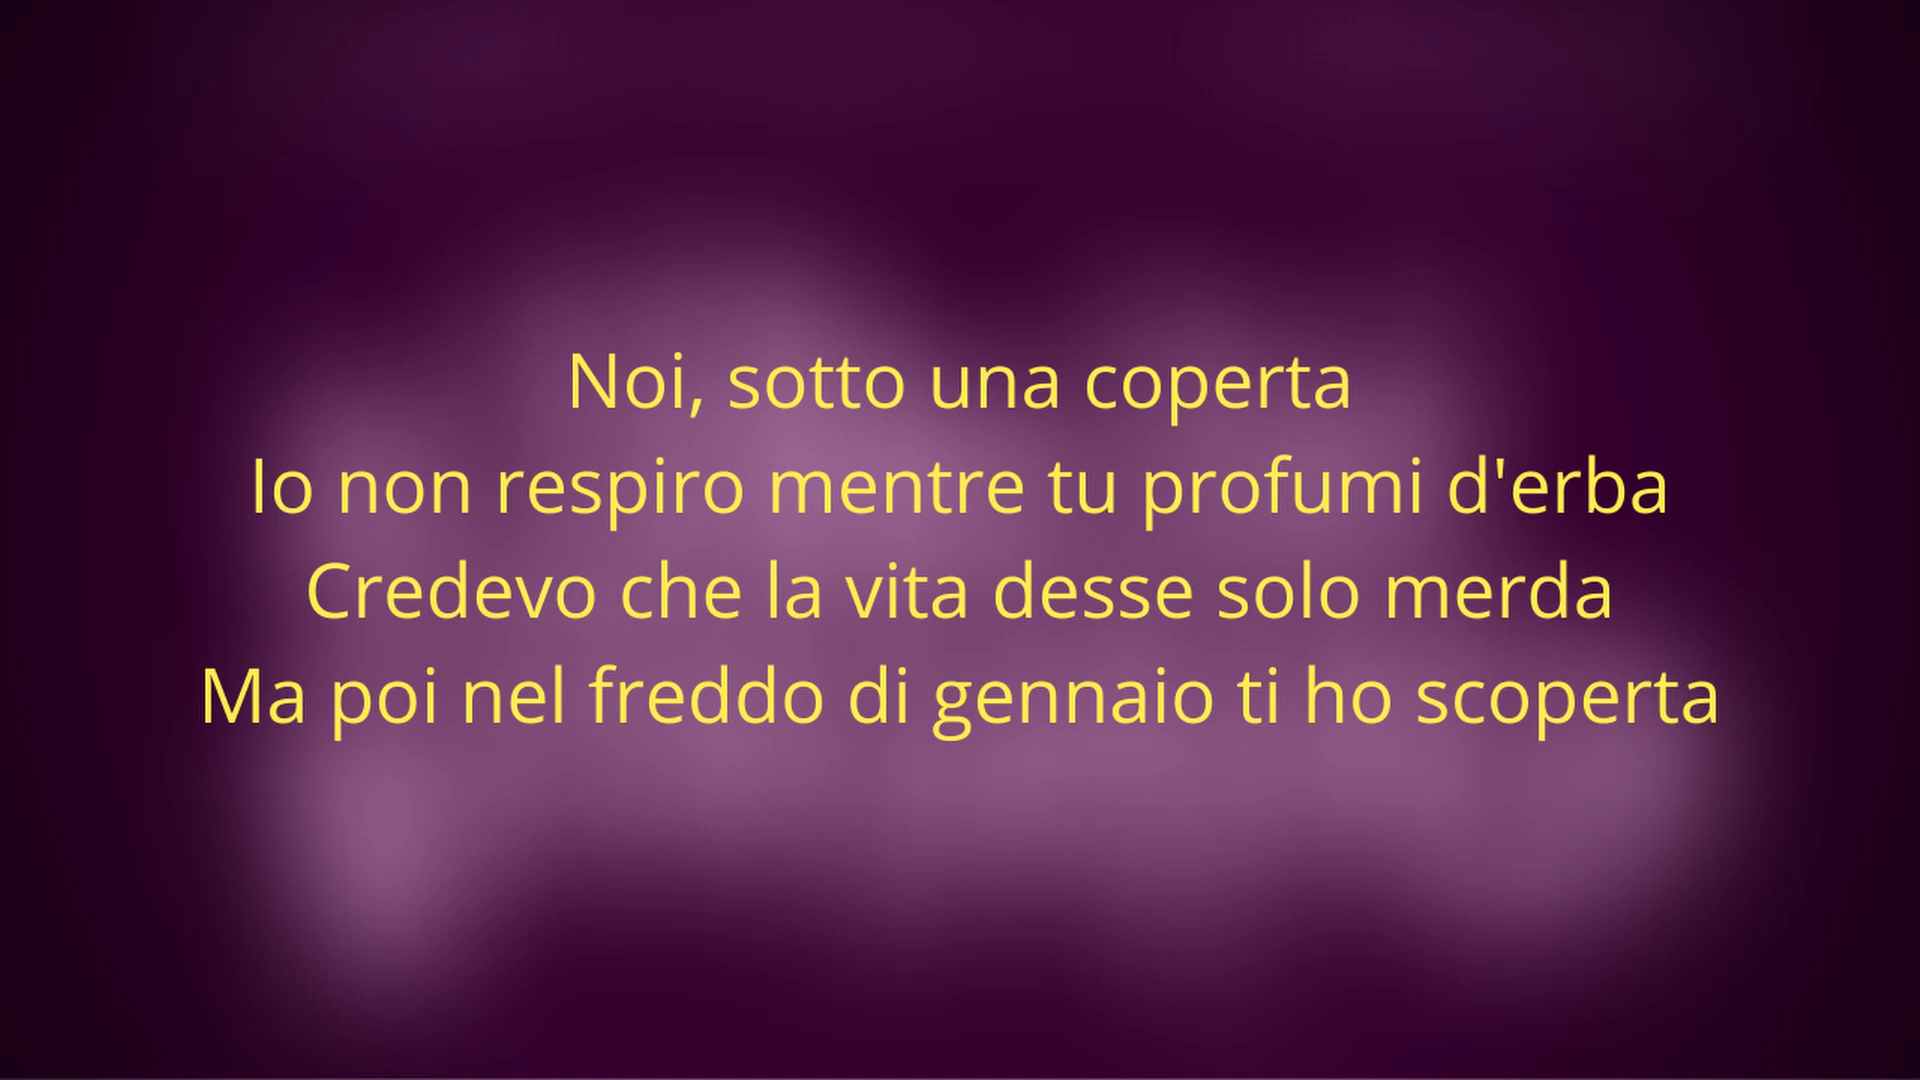 Noi, sotto una coperta
Io non respiro mentre tu profumi d'erba
Credevo che la vita desse solo merda
Ma poi nel freddo di gennaio ti ho scoperta